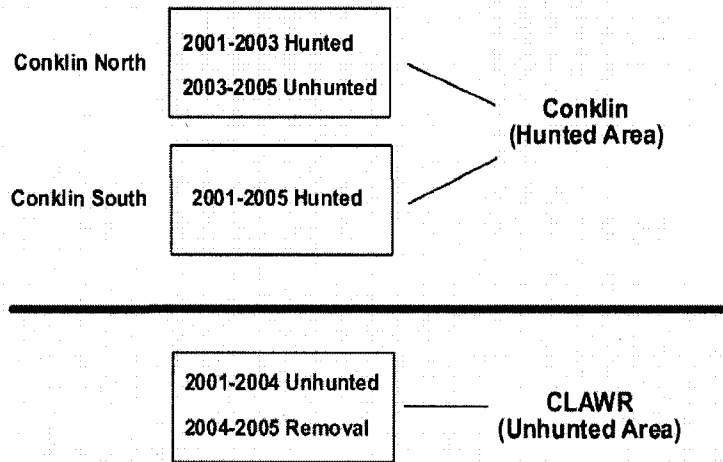 Conklin North
2001-2003 Hunted
2003-2005 Unhunted
Conklin
(Hunted Area)
Conklin South
2001-2005 Hunted
2001-2004 Unhunted
2004-2005 Removal
CLAWR
(Unhunted Area)